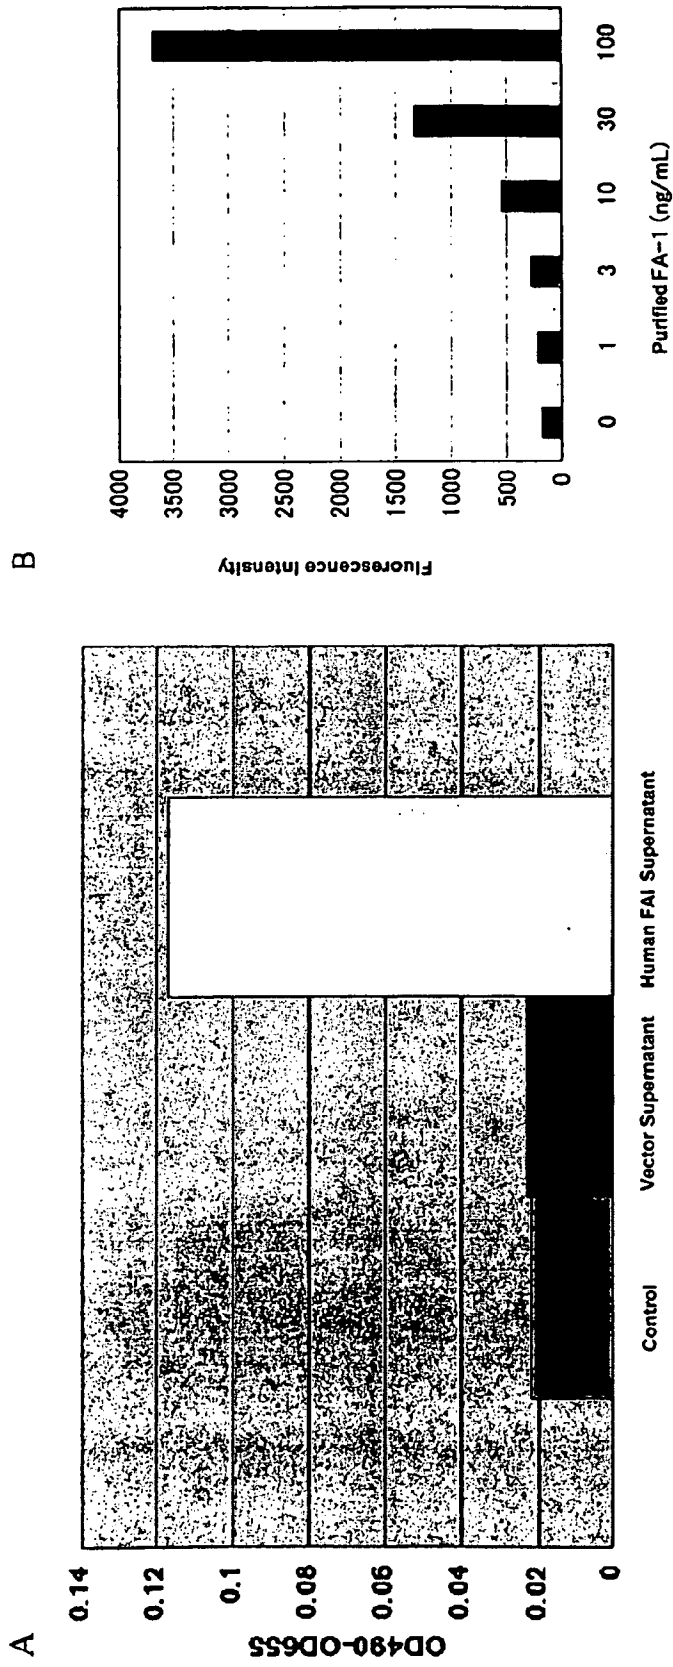 A
OD490-OD655
0.14
0.12
0.1
0.08
0.06
0.04
0.02
0
Control
Vector Supernatant
Human FA1 Supernatant
B
Fluorescence Intensity
4000
3500
3000
2500
2000
1500
1000
500
0
0
1
3
10
30
100
Purified FA-1 (ng/mL)